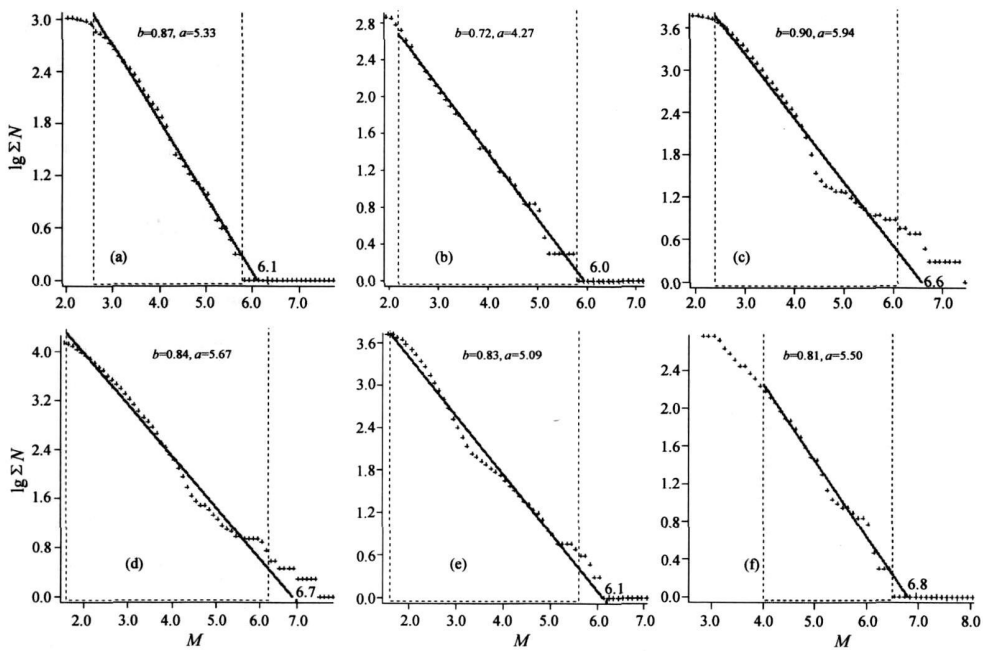 b=0.87, a=5.33
3.0
2.4
1.8
1.2
0.6
0.0
lg ΣN
(a)
6.1
2.0 3.0 4.0 5.0 6.0 7.0
b=0.72, a=4.27
2.8
2.4
2.0
1.6
1.2
0.8
0.4
0.0
(b)
6.0
2.0 3.0 4.0 5.0 6.0 7.0
b=0.90, a=5.94
3.8
3.0
2.4
1.8
1.2
0.6
0.0
(c)
6.6
2.0 3.0 4.0 5.0 6.0 7.0
b=0.84, a=5.67
4.0
3.2
2.4
1.6
0.8
0.0
lg ΣN
(d)
6.7
2.0 3.0 4.0 5.0 6.0 7.0
M
b=0.83, a=5.09
3.6
2.7
1.8
0.9
0.0
(e)
6.1
2.0 3.0 4.0 5.0 6.0 7.0
M
b=0.81, a=5.50
2.8
2.4
2.0
1.6
1.2
0.8
0.4
0.0
(f)
6.8
3.0 4.0 5.0 6.0 7.0 8.0
M